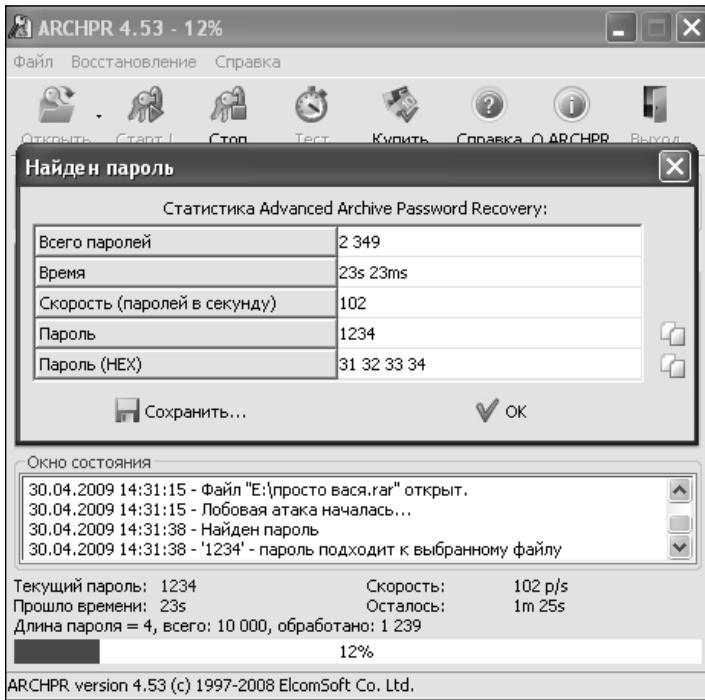 ARCHPR 4.53 - 12%
Файл Восстановление Справка
Открыть Старт ! Стоп Тест Купить Справка О ARCHPR Выход
Найден пароль
Статистика Advanced Archive Password Recovery:
Всего паролей 2 349
Время 23s 23ms
Скорость (паролей в секунду) 102
Пароль 1234
Пароль (HEX) 31 32 33 34
Сохранить... OK
Окно состояния
30.04.2009 14:31:15 - Файл "E:\просто вася.rar" открыт.
30.04.2009 14:31:15 - Лобовая атака началась...
30.04.2009 14:31:38 - Найден пароль
30.04.2009 14:31:38 - '1234' - пароль подходит к выбранному файлу
Текущий пароль: 1234 Скорость: 102 p/s
Прошло времени: 23s Осталось: 1m 25s
Длина пароля = 4, всего: 10 000, обработано: 1 239
12%
ARCHPR version 4.53 (c) 1997-2008 ElcomSoft Co. Ltd.